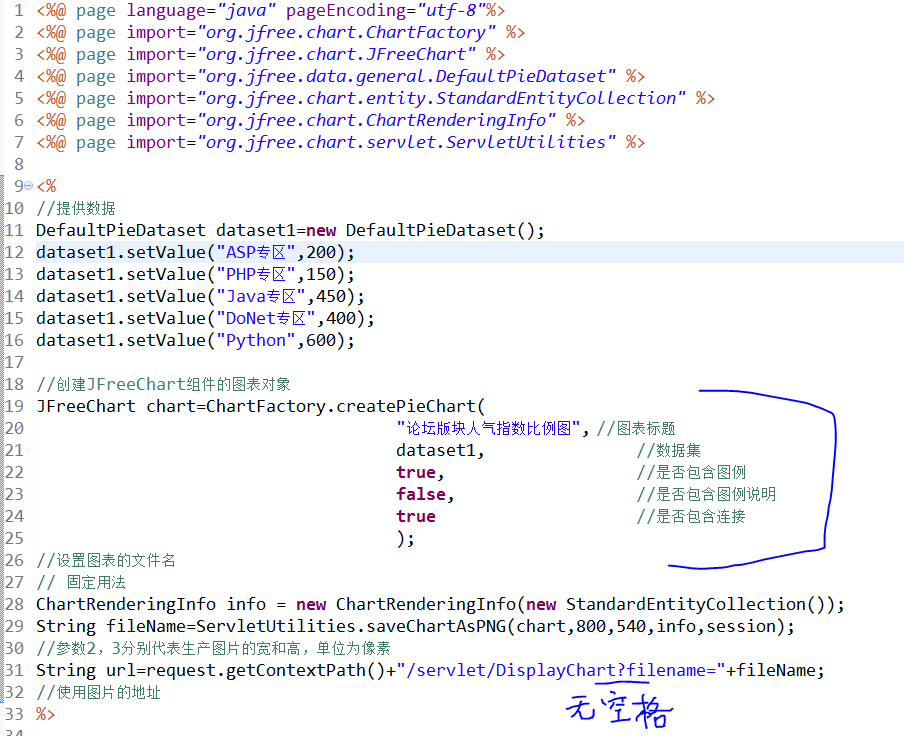 1 <%@ page language="java" pageEncoding="utf-8"%>
2 <%@ page import="org.jfree.chart.ChartFactory" %>
3 <%@ page import="org.jfree.chart.JFreeChart" %>
4 <%@ page import="org.jfree.data.general.DefaultPieDataset" %>
5 <%@ page import="org.jfree.chart.entity.StandardEntityCollection" %>
6 <%@ page import="org.jfree.chart.ChartRenderingInfo" %>
7 <%@ page import="org.jfree.chart.servlet.ServletUtilities" %>
8
9 <%
10 //提供数据
11 DefaultPieDataset dataset1=new DefaultPieDataset();
12 dataset1.setValue("ASP专区",200);
13 dataset1.setValue("PHP专区",150);
14 dataset1.setValue("Java专区",450);
15 dataset1.setValue("DoNet专区",400);
16 dataset1.setValue("Python",600);
17
18 //创建JFreeChart组件的图表对象
19 JFreeChart chart=ChartFactory.createPieChart(
20 "论坛版块人气指数比例图", //图表标题
21 dataset1, //数据集
22 true, //是否包含图例
23 false, //是否包含图例说明
24 true //是否包含连接
25 );
26 //设置图表的文件名
27 // 固定用法
28 ChartRenderingInfo info = new ChartRenderingInfo(new StandardEntityCollection());
29 String fileName=ServletUtilities.saveChartAsPNG(chart,800,540,info,session);
30 //参数2，3分别代表生产图片的宽和高，单位为像素
31 String url=request.getContextPath()+"/servlet/DisplayChart?filename="+fileName;
32 //使用图片的地址
33 %>
无空格
34